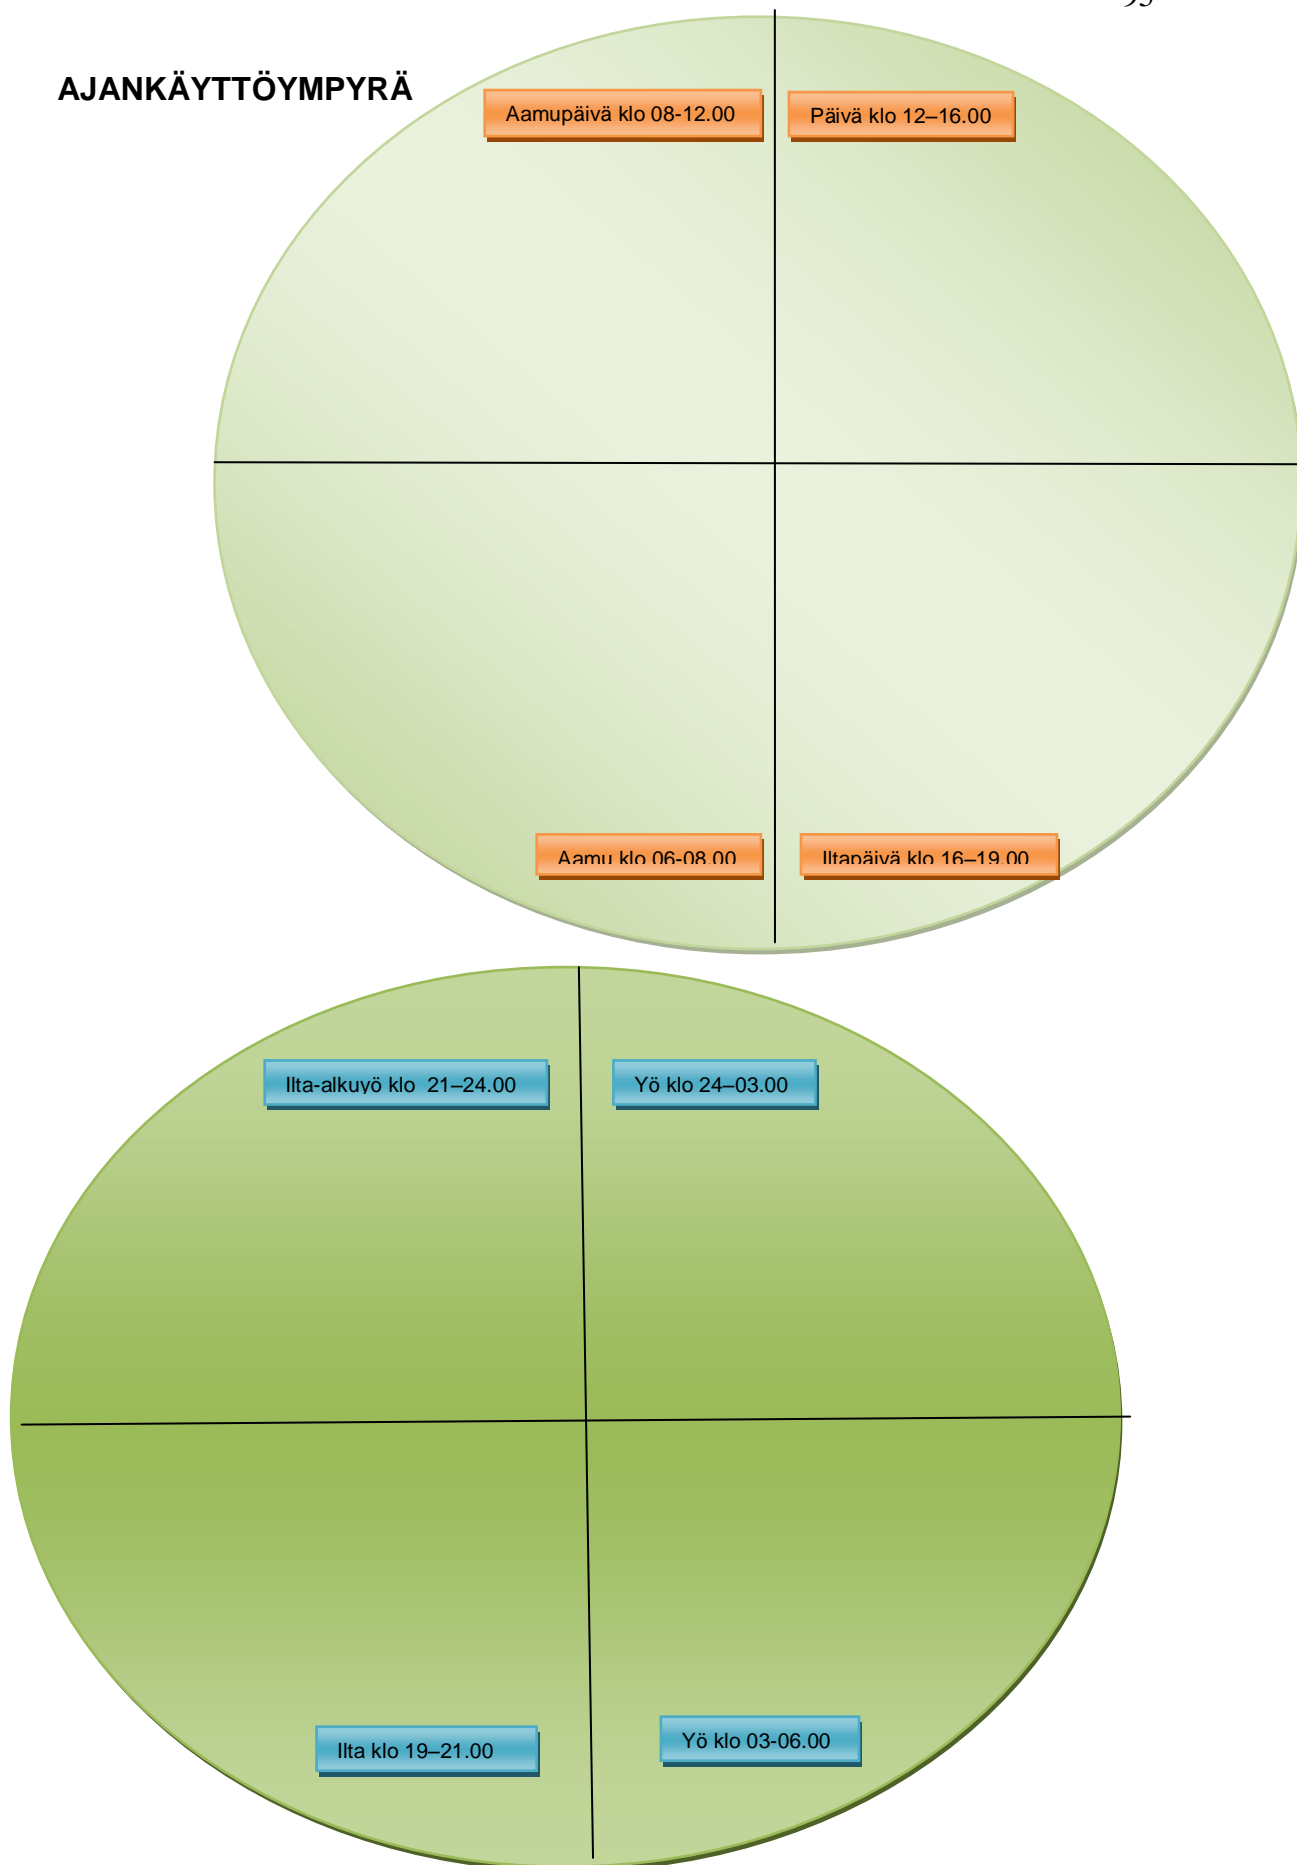 AJANKÄYTTÖYMPYRÄ
Aamupäivä klo 08-12.00
Päivä klo 12–16.00
Aamu klo 06-08.00
Iltapäivä klo 16–19.00
Ilta-alkuyö klo  21–24.00
Yö klo 24–03.00
Ilta klo 19–21.00
Yö klo 03-06.00